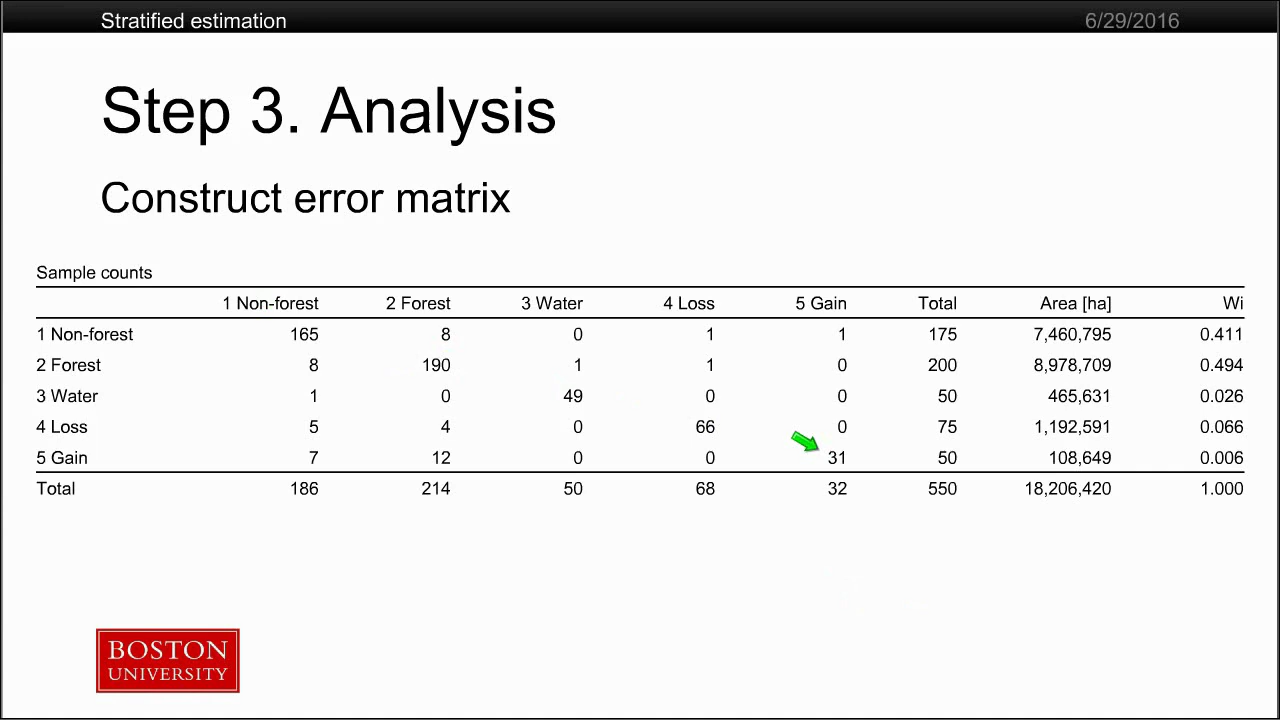 Stratified estimation 6/29/2016
Step 3. Analysis
Construct error matrix
Sample counts
1 Non-forest 2 Forest 3 Water 4 Loss 5 Gain Total Area [ha] Wi
1 Non-forest 165 8 0 1 1 175 7,460,795 0.411
2 Forest 8 190 1 1 0 200 8,978,709 0.494
3 Water 1 0 49 0 0 50 465,631 0.026
4 Loss 5 4 0 66 0 75 1,192,591 0.066
5 Gain 7 12 0 0 31 50 108,649 0.006
Total 186 214 50 68 32 550 18,206,420 1.000
BOSTON
UNIVERSITY